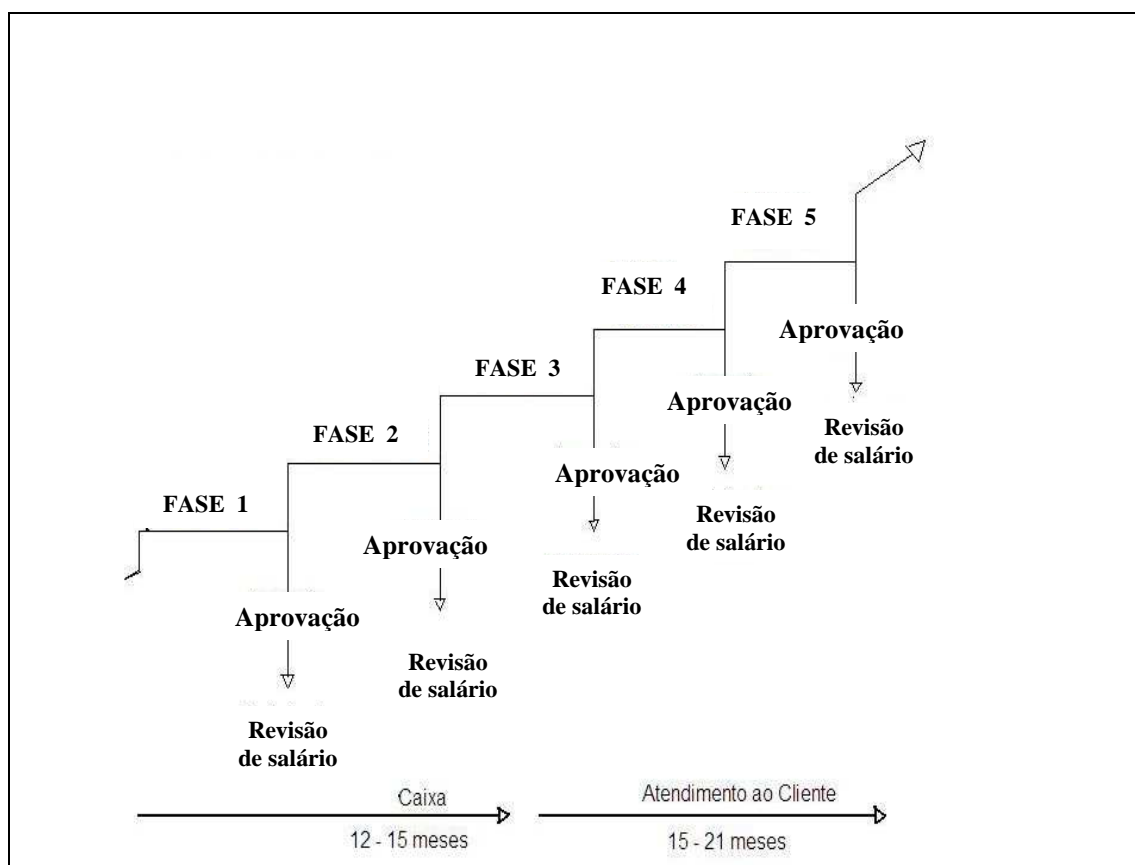 FASE 5
FASE 4
Aprovação
FASE 3
Aprovação
Revisão
de salário
FASE 2
Aprovação
FASE 1
Revisão
de salário
Aprovação
Revisão
de salário
Aprovação
Revisão
de salário
Revisão
de salário
Caixa
Atendimento ao Cliente
12 - 15 meses
15 - 21 meses